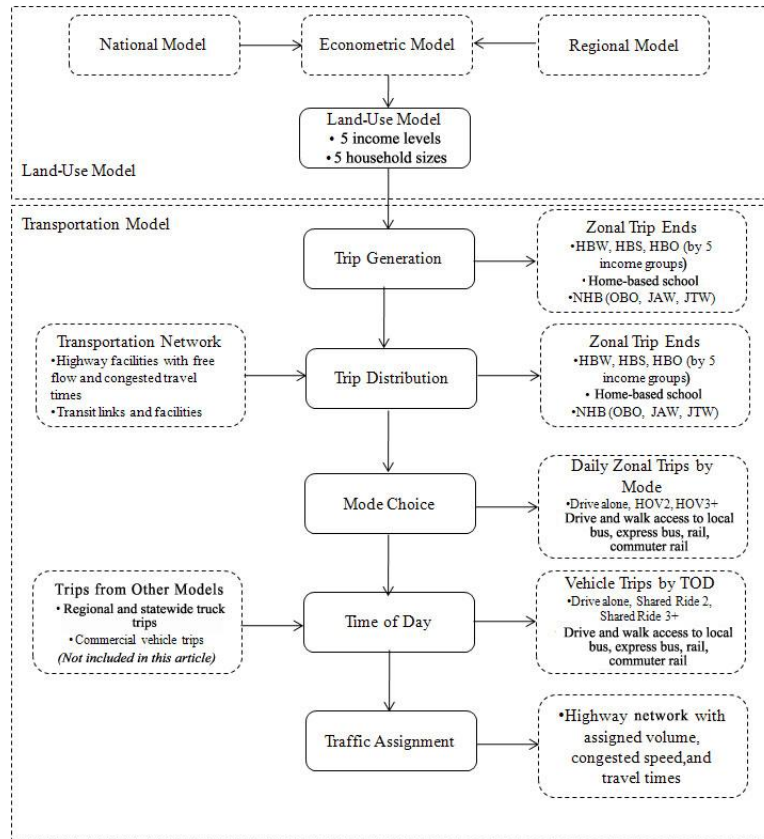 National Model
Econometric Model
Regional Model
Land-Use Model
• 5 income levels
• 5 household sizes
Land-Use Model
Transportation Model
Trip Generation
Zonal Trip Ends
•HBW, HBS, HBO (by 5
income groups)
• Home-based school
•NHB (OBO, JAW, JTW)
Transportation Network
•Highway facilities with free
flow and congested travel
times
•Transit links and facilities
Trip Distribution
Zonal Trip Ends
•HBW, HBS, HBO (by 5
income groups)
• Home-based school
•NHB (OBO, JAW, JTW)
Mode Choice
Daily Zonal Trips by
Mode
•Drive alone, HOV2, HOV3+
Drive and walk access to local
bus, express bus, rail,
commuter rail
Trips from Other Models
• Regional and statewide truck
trips
• Commercial vehicle trips
(Not included in this article)
Time of Day
Vehicle Trips by TOD
•Drive alone, Shared Ride 2,
Shared Ride 3+
Drive and walk access to local
bus, express bus, rail,
commuter rail
Traffic Assignment
•Highway network with
assigned volume,
congested speed,and
travel times